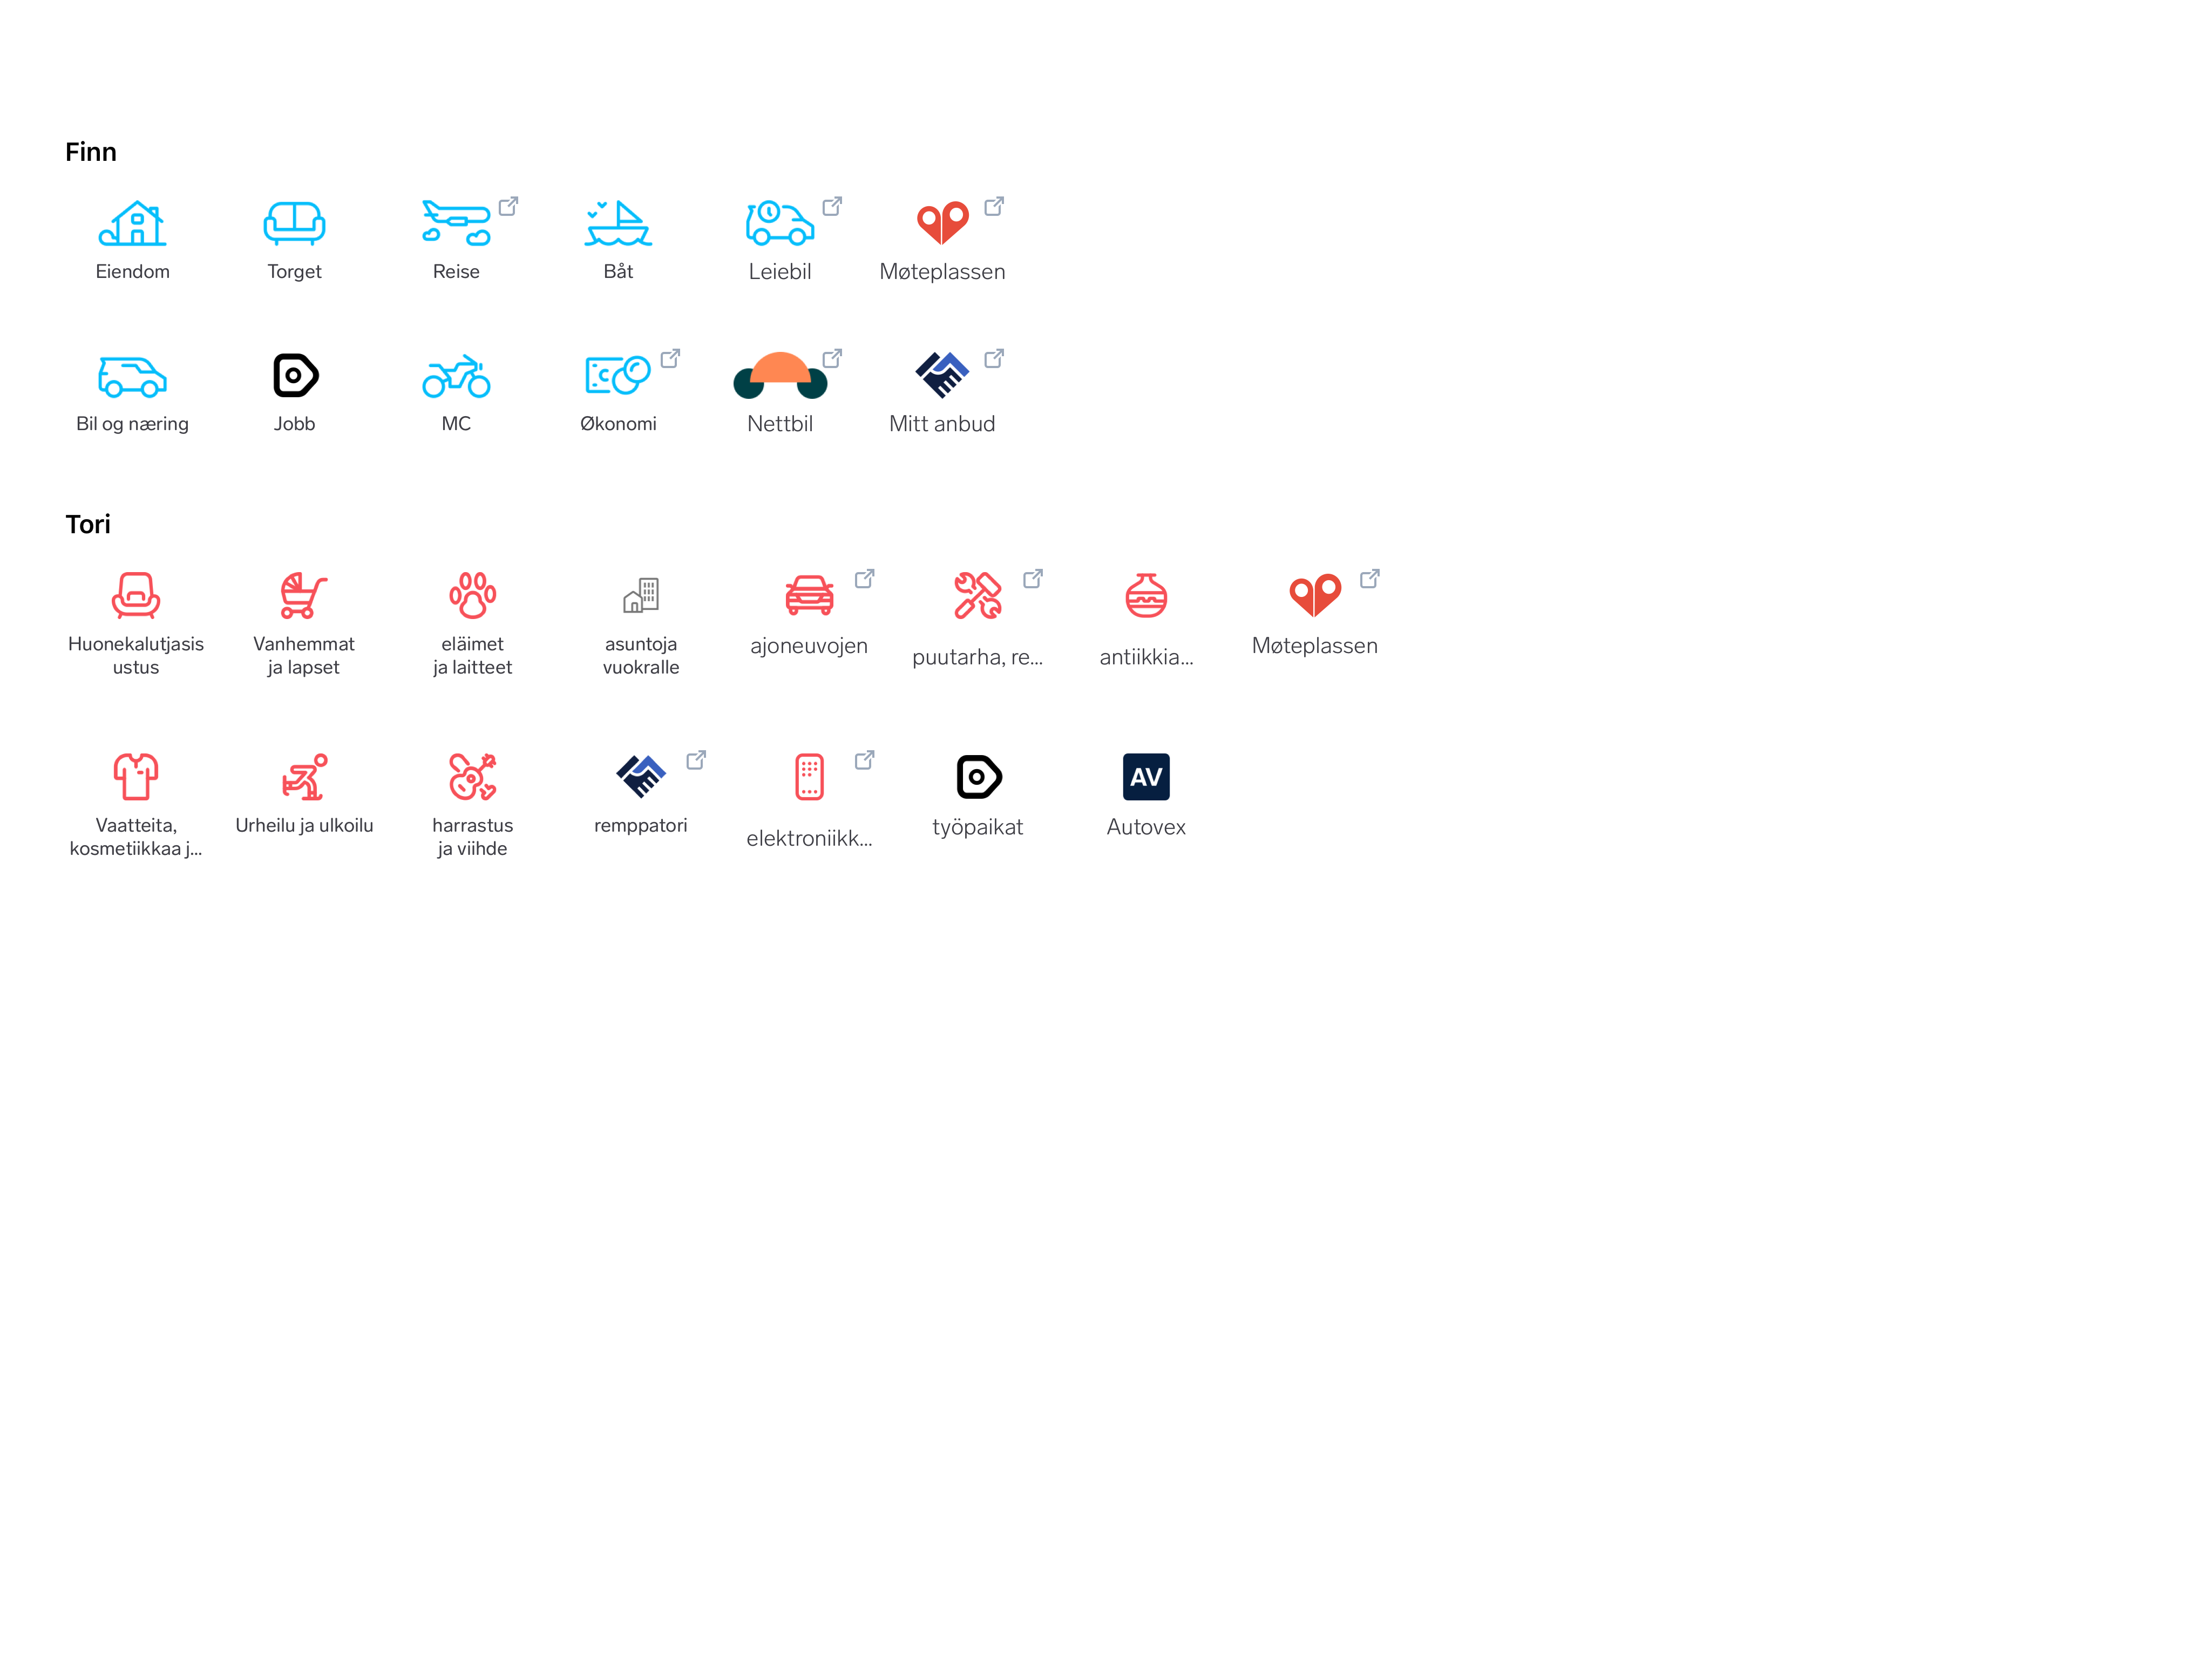 Finn
Eiendom
Torget
Reise
Båt
Leiebil
Møteplassen
Bil og næring
Jobb
MC
Økonomi
Nettbil
Mitt anbud
Tori
Huonekalutjasis
ustus
Vanhemmat
ja lapset
eläimet
ja laitteet
asuntoja
vuokralle
ajoneuvojen
puutarha, re...
antiikkia...
Møteplassen
Vaatteita,
kosmetiikkaa j...
Urheilu ja ulkoilu
harrastus
ja viihde
remppatori
elektroniikk...
työpaikat
AV
Autovex